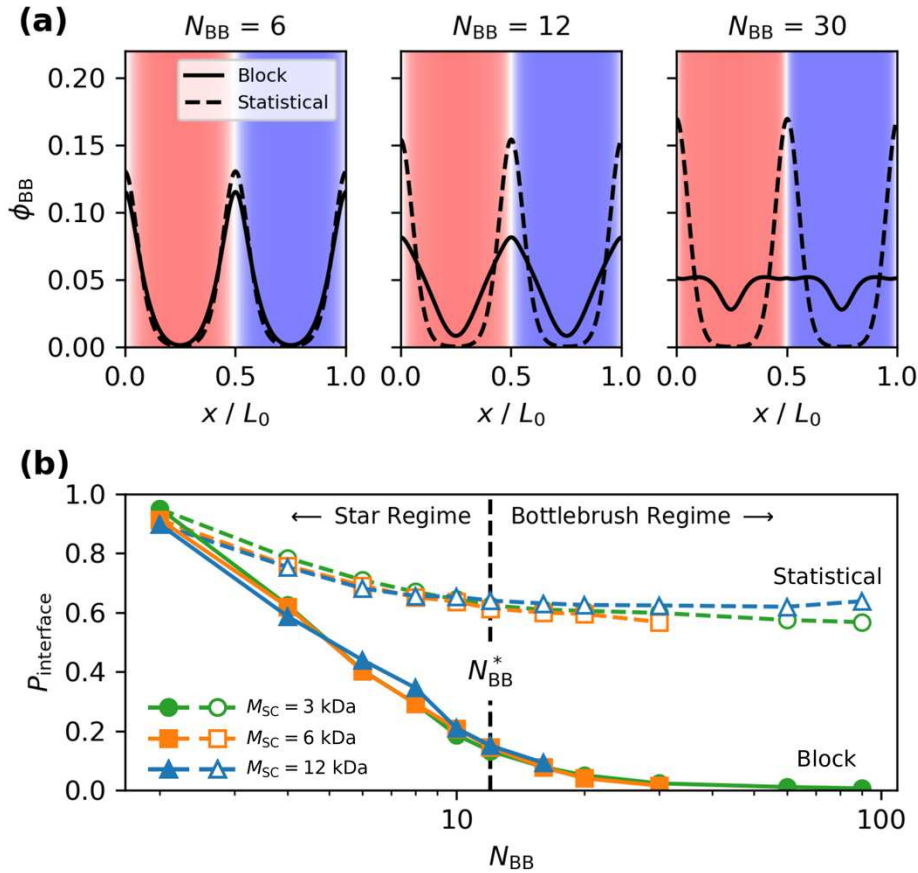 (a)
N_BB = 6
N_BB = 12
N_BB = 30
Block
Statistical
ϕ_BB
0.20
0.15
0.10
0.05
0.00
0.0 0.5 1.0
0.0 0.5 1.0
0.0 0.5 1.0
x / L_0
x / L_0
x / L_0
(b)
P_interface
1.0
0.8
0.6
0.4
0.2
0.0
← Star Regime
Bottlebrush Regime →
Statistical
N*_BB
M_SC = 3 kDa
M_SC = 6 kDa
M_SC = 12 kDa
Block
10
100
N_BB